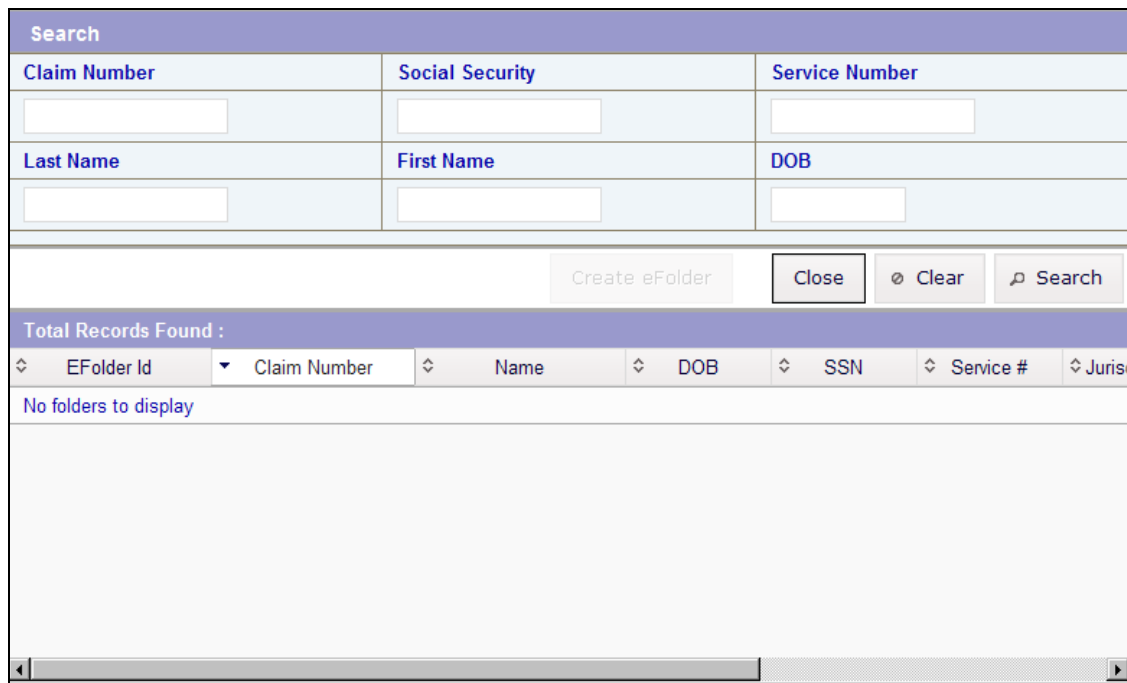 Search
Claim Number Social Security Service Number
Last Name First Name DOB
Create eFolder Close Clear Search
Total Records Found :
EFolder Id Claim Number Name DOB SSN Service # Juris
No folders to display